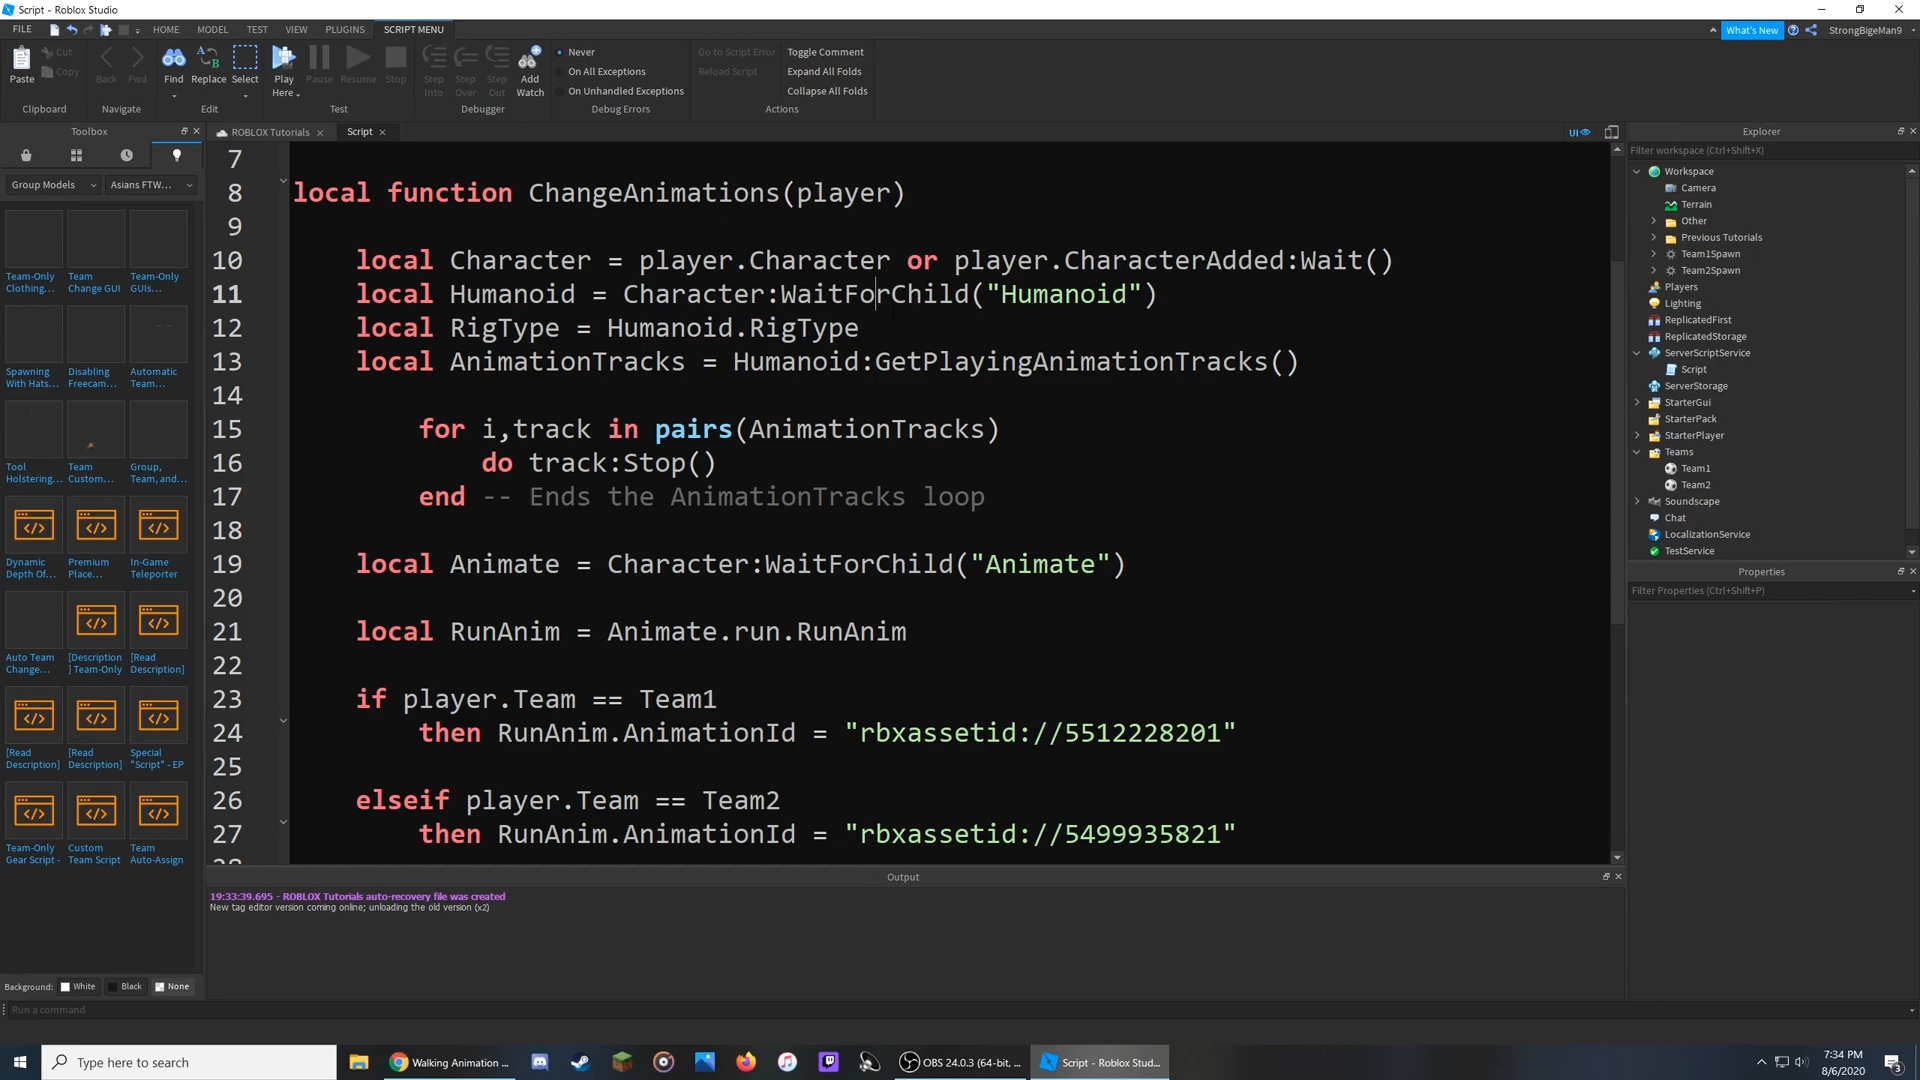 Script - Roblox Studio
FILE
HOME
MODEL
TEST
VIEW
PLUGINS
SCRIPT MENU
What's New
StrongBigeMan9
Paste
Cut
Copy
Back
Fwd
Find
Replace
Select
Play Here
Pause
Resume
Stop
Step Into
Step Over
Step Out
Add Watch
Never
On All Exceptions
On Unhandled Exceptions
Go to Script Error
Reload Script
Toggle Comment
Expand All Folds
Collapse All Folds
Clipboard
Navigate
Edit
Test
Debugger
Debug Errors
Actions
Toolbox
Group Models
Asians FTW...
Team-Only Clothing...
Team Change GUI
Team-Only GUIs...
Spawning With Hats...
Disabling Freecam...
Automatic Team...
Tool Holstering...
Team Custom...
Group, Team, and...
Dynamic Depth Of...
Premium Place...
In-Game Teleporter
Auto Team Change...
[Description] Team-Only
[Read Description]
[Read Description]
[Read Description]
Special "Script" - EP
Team-Only Gear Script -
Custom Team Script
Team Auto-Assign
Background:
White
Black
None
ROBLOX Tutorials
Script
UI
7
8 local function ChangeAnimations(player)
9
10 local Character = player.Character or player.CharacterAdded:Wait()
11 local Humanoid = Character:WaitForChild("Humanoid")
12 local RigType = Humanoid.RigType
13 local AnimationTracks = Humanoid:GetPlayingAnimationTracks()
14
15 for i,track in pairs(AnimationTracks)
16 do track:Stop()
17 end -- Ends the AnimationTracks loop
18
19 local Animate = Character:WaitForChild("Animate")
20
21 local RunAnim = Animate.run.RunAnim
22
23 if player.Team == Team1
24 then RunAnim.AnimationId = "rbxassetid://5512228201"
25
26 elseif player.Team == Team2
27 then RunAnim.AnimationId = "rbxassetid://5499935821"
28
Output
19:33:39.695 - ROBLOX Tutorials auto-recovery file was created
New tag editor version coming online; unloading the old version (x2)
Explorer
Filter workspace (Ctrl+Shift+X)
Workspace
Camera
Terrain
Other
Previous Tutorials
Team1Spawn
Team2Spawn
Players
Lighting
ReplicatedFirst
ReplicatedStorage
ServerScriptService
Script
ServerStorage
StarterGui
StarterPack
StarterPlayer
Teams
Team1
Team2
Soundscape
Chat
LocalizationService
TestService
Properties
Filter Properties (Ctrl+Shift+P)
Run a command
Type here to search
Walking Animation ...
OBS 24.0.3 (64-bit, ...
Script - Roblox Stud...
7:34 PM
8/6/2020
3